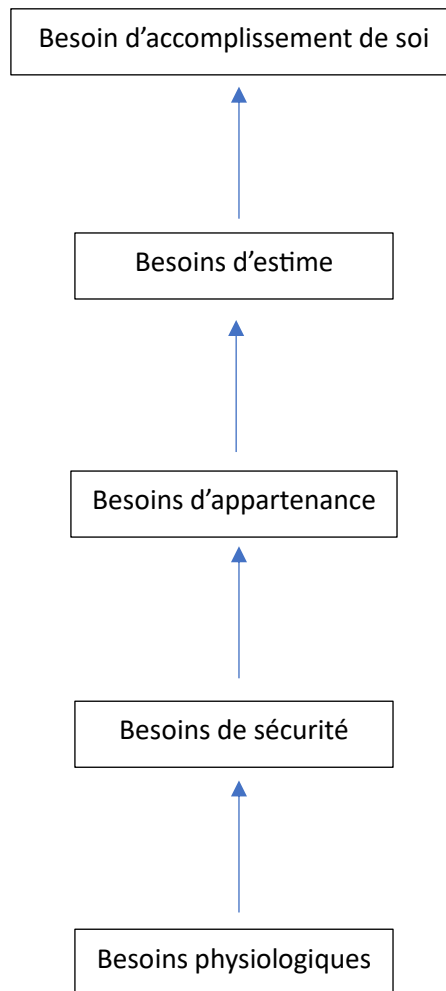 Besoin d’accomplissement de soi
Besoins d’estime
Besoins d’appartenance
Besoins de sécurité
Besoins physiologiques